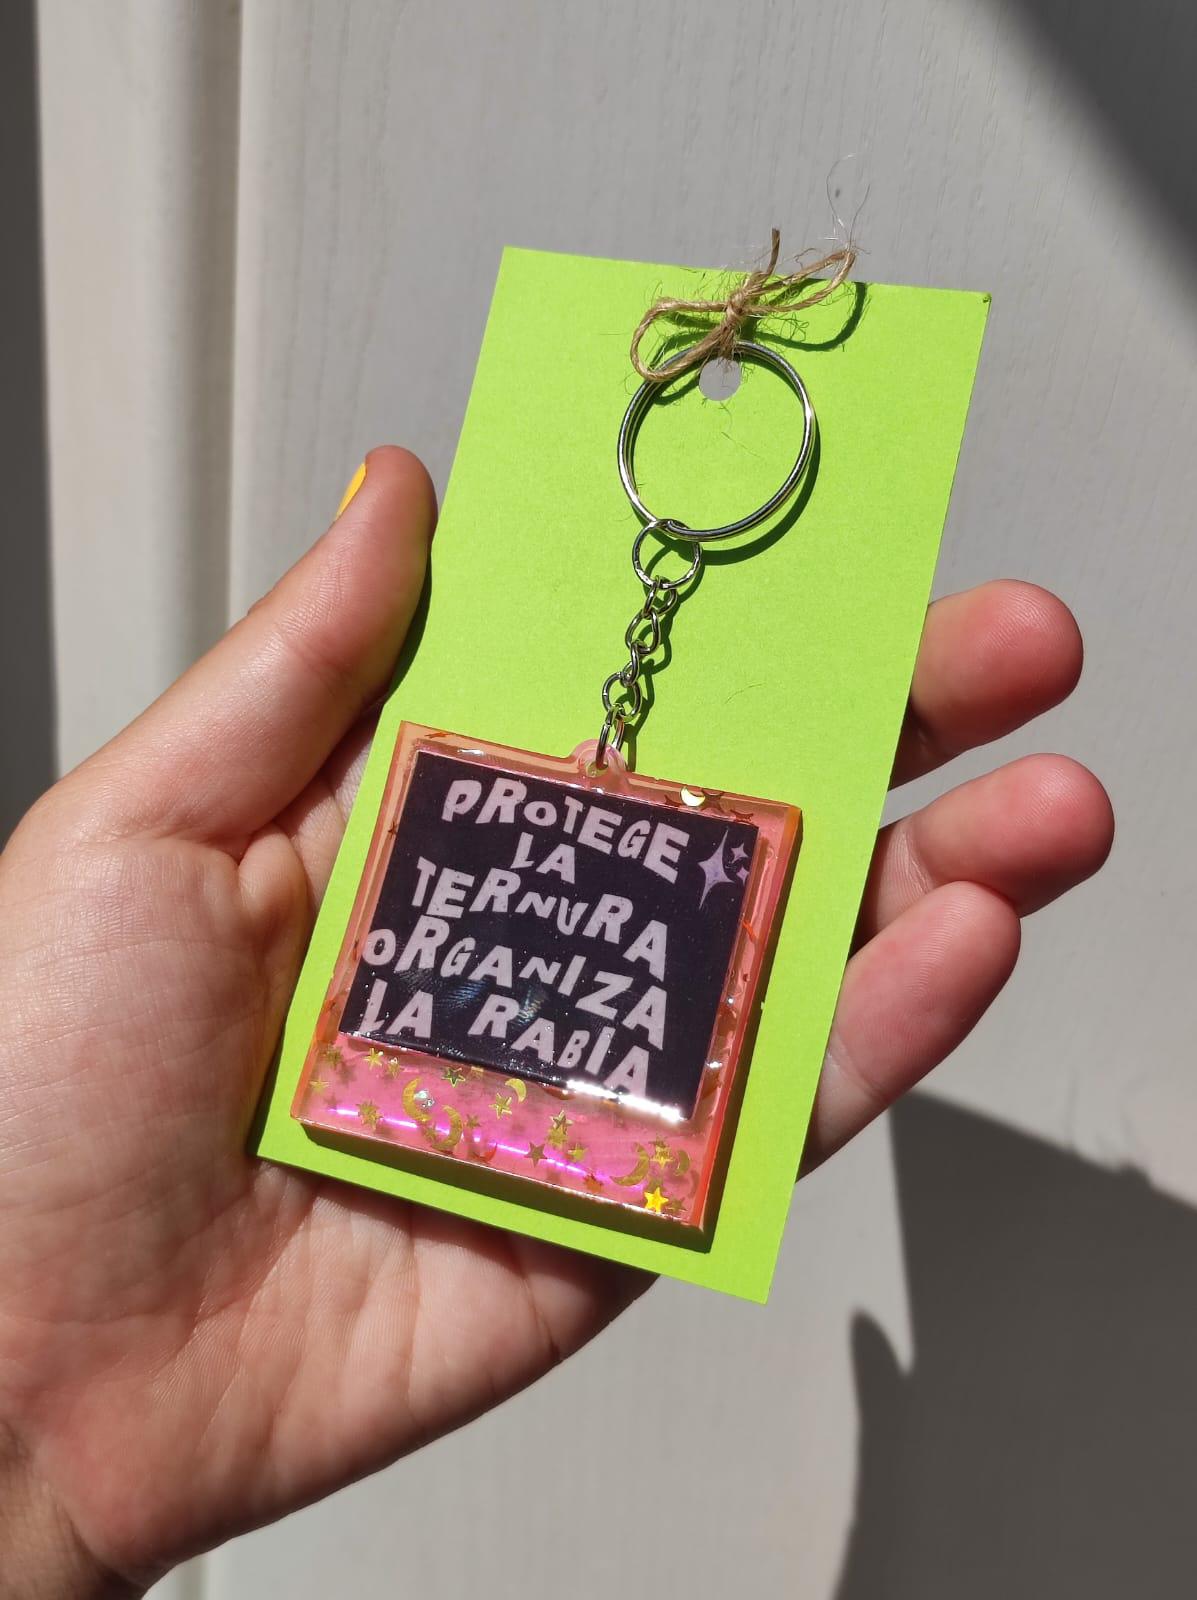 PROTEGE
LA
TERNURA
ORGANIZA
LA RABIA